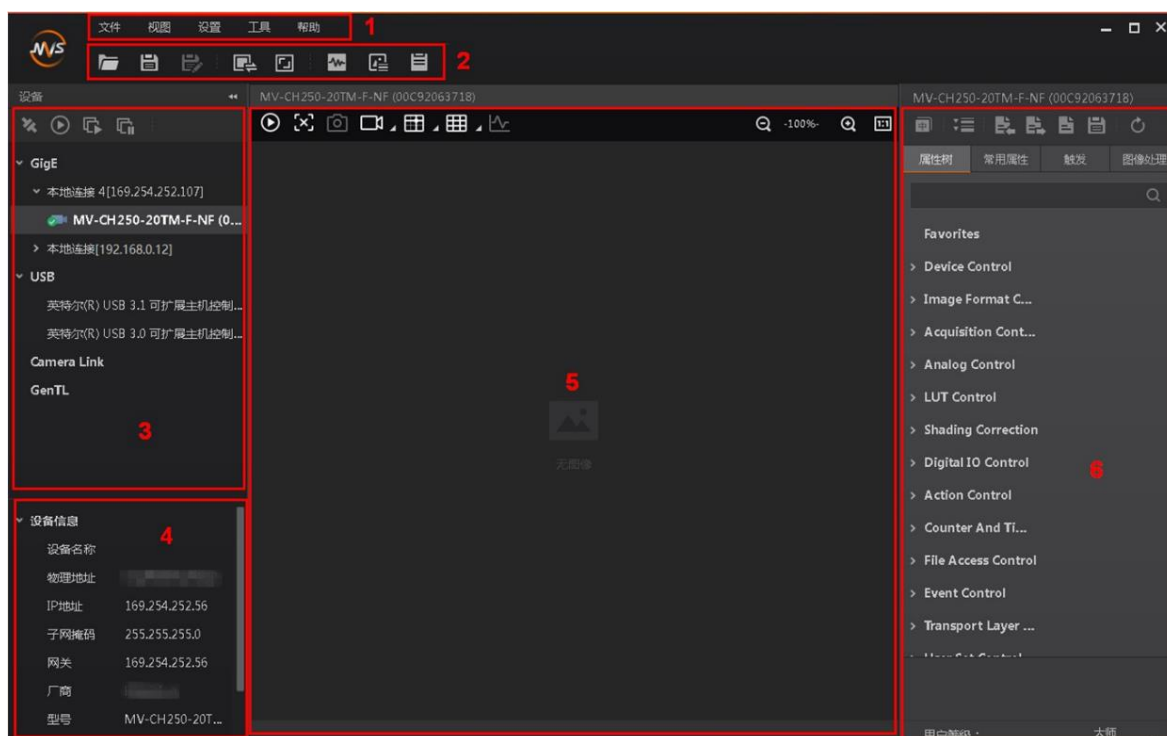 MVS
文件 视图 设置 工具 帮助 1
2
设备
MV-CH250-20TM-F-NF (00C92063718)
MV-CH250-20TM-F-NF (00C92063718)
-100%-
1:1
GigE
本地连接 4[169.254.252.107]
MV-CH250-20TM-F-NF (0...
本地连接[192.168.0.12]
USB
英特尔(R) USB 3.1 可扩展主机控制...
英特尔(R) USB 3.0 可扩展主机控制...
Camera Link
GenTL
3
设备信息
4
设备名称
物理地址
IP地址 169.254.252.56
子网掩码 255.255.255.0
网关 169.254.252.56
厂商
型号 MV-CH250-20T...
5
无图像
属性树 常用属性 触发 图像处理
Favorites
Device Control
Image Format C...
Acquisition Cont...
Analog Control
LUT Control
Shading Correction
Digital IO Control
6
Action Control
Counter And Ti...
File Access Control
Event Control
Transport Layer ...
User Set Control
用户等级： 大师